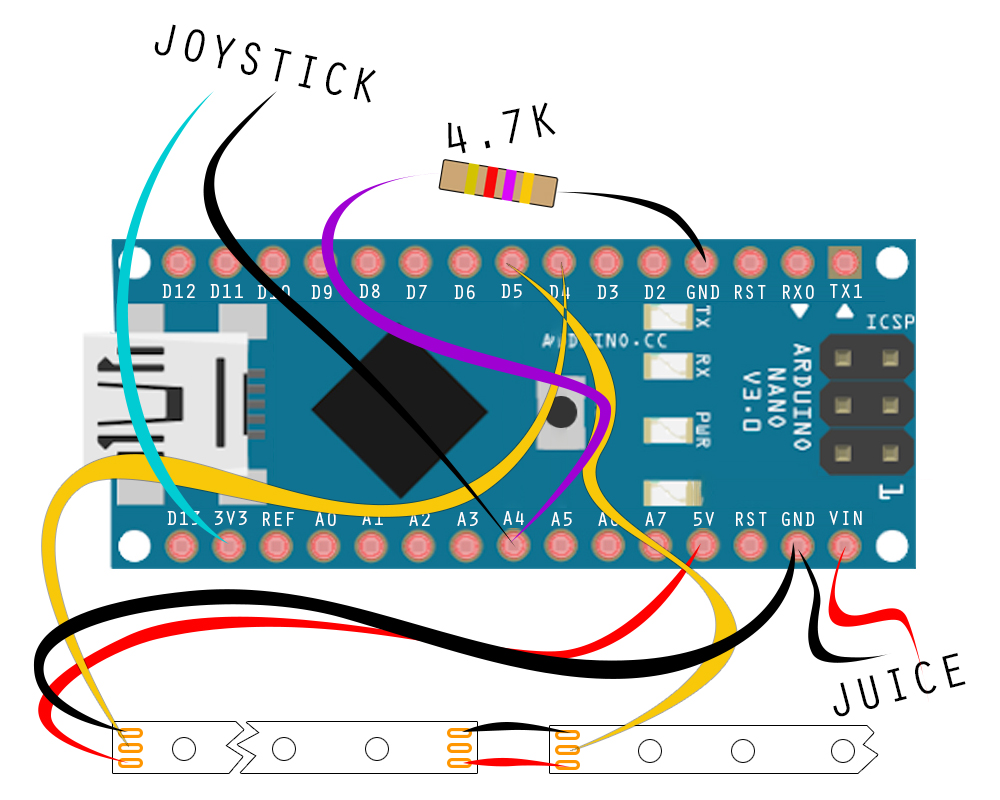 JOYSTICK
4.7K
D12 D11 D10 D9 D8 D7 D6 D5 D4 D3 D2 GND RST RX0 TX1
TX
ICSP
ARDUINO.CC
RX
ARDUINO
NANO
V3.0
PWR
1
D13 3V3 REF A0 A1 A2 A3 A4 A5 A6 A7 5V RST GND VIN
JUICE